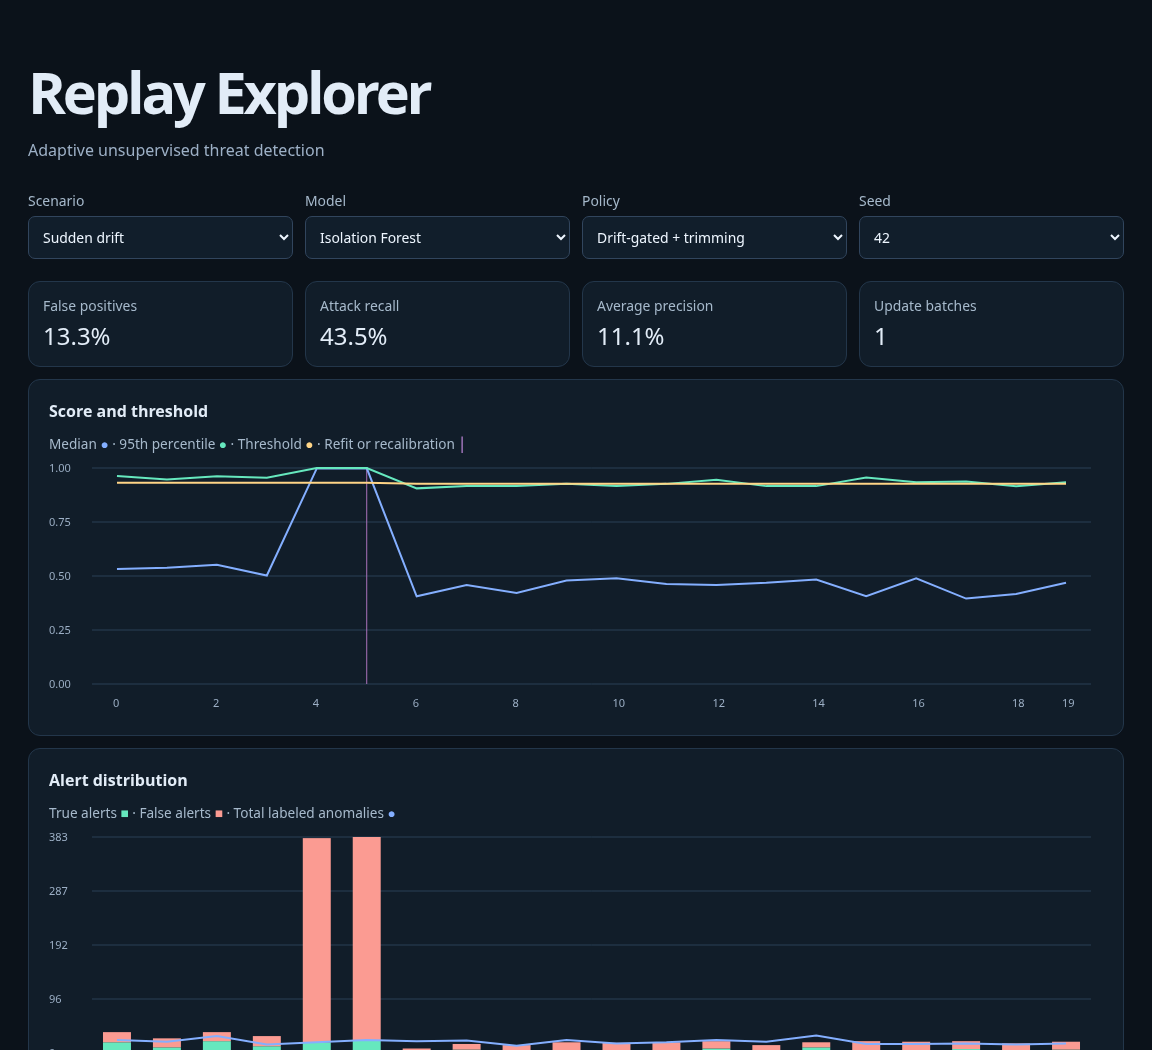 Replay Explorer
Adaptive unsupervised threat detection
Scenario Model Policy Seed
Sudden drift Isolation Forest Drift-gated + trimming 42
False positives Attack recall Average precision Update batches
13.3% 43.5% 11.1% 1
Score and threshold
Median ● · 95th percentile ● · Threshold ● · Refit or recalibration |
1.00
0.75
0.50
0.25
0.00
0 2 4 6 8 10 12 14 16 18 19
Alert distribution
True alerts ■ · False alerts ■ · Total labeled anomalies ●
383
287
192
96